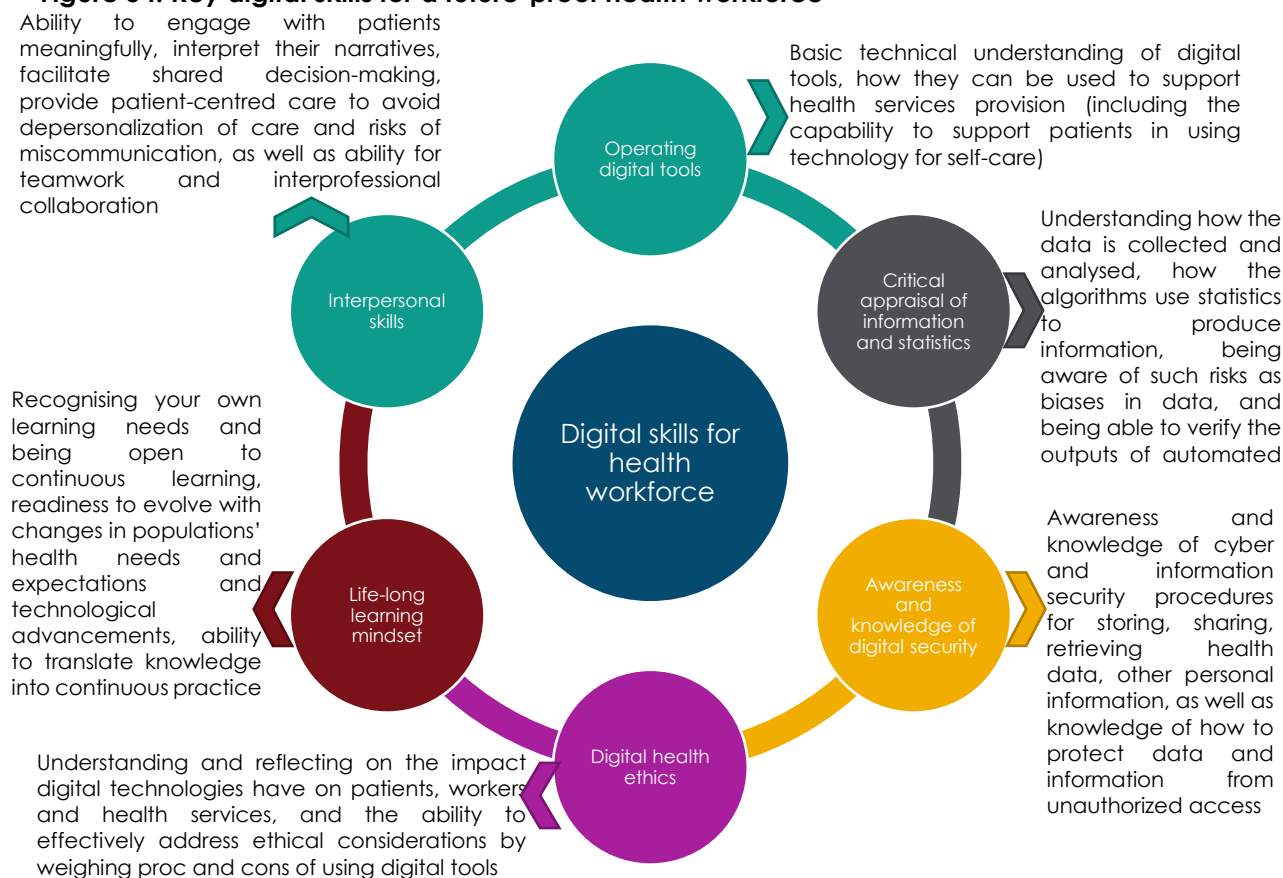 Ability to engage with patients
meaningfully, interpret their narratives,
facilitate shared decision-making,
provide patient-centred care to avoid
depersonalization of care and risks of
miscommunication, as well as ability for
teamwork and interprofessional
collaboration
Basic technical understanding of digital
tools, how they can be used to support
health services provision (including the
capability to support patients in using
technology for self-care)
Operating
digital tools
Understanding how the
data is collected and
analysed, how the
algorithms use statistics
to produce
information, being
aware of such risks as
biases in data, and
being able to verify the
outputs of automated
Critical
appraisal of
information
and statistics
Interpersonal
skills
Digital skills for
health
workforce
Recognising your own
learning needs and
being open to
continuous learning,
readiness to evolve with
changes in populations’
health needs and
expectations and
technological
advancements, ability
to translate knowledge
into continuous practice
Life-long
learning
mindset
Awareness
and
knowledge of
digital security
Awareness and
knowledge of cyber
and information
security procedures
for storing, sharing,
retrieving health
data, other personal
information, as well as
knowledge of how to
protect data and
information from
unauthorized access
Digital health
ethics
Understanding and reflecting on the impact
digital technologies have on patients, workers
and health services, and the ability to
effectively address ethical considerations by
weighing proc and cons of using digital tools